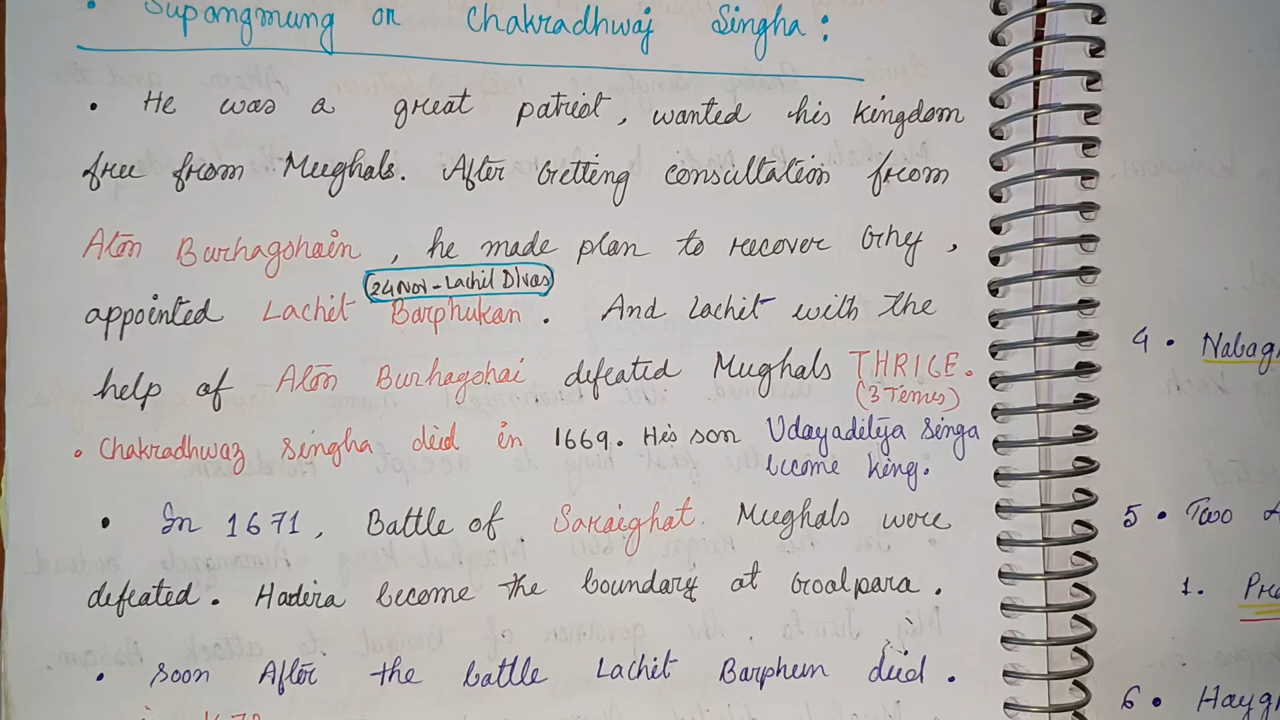 • Supangmung or Chakradhwaj Singha :
• He was a great patriot, wanted his kingdom
free from Mughals. After Getting consultation from
Aton Burhagohain , he made plan to recover Ghy ,
24 Nov - Lachit Divas
appointed Lachit Barphukan . And Lachit with the
help of Aton Burhagohai defeated Mughals THRICE.
(3 Times)
• Chakradhwaz Singha died in 1669. His son Udayaditya Singa
become king.
• In 1671, Battle of Saraighat. Mughals were
defeated . Hadira become the boundary at Goalpara .
• Soon After the battle Lachit Barphun died .
4 . Nabag
5 . Two
1. Pre
6 . Hayg